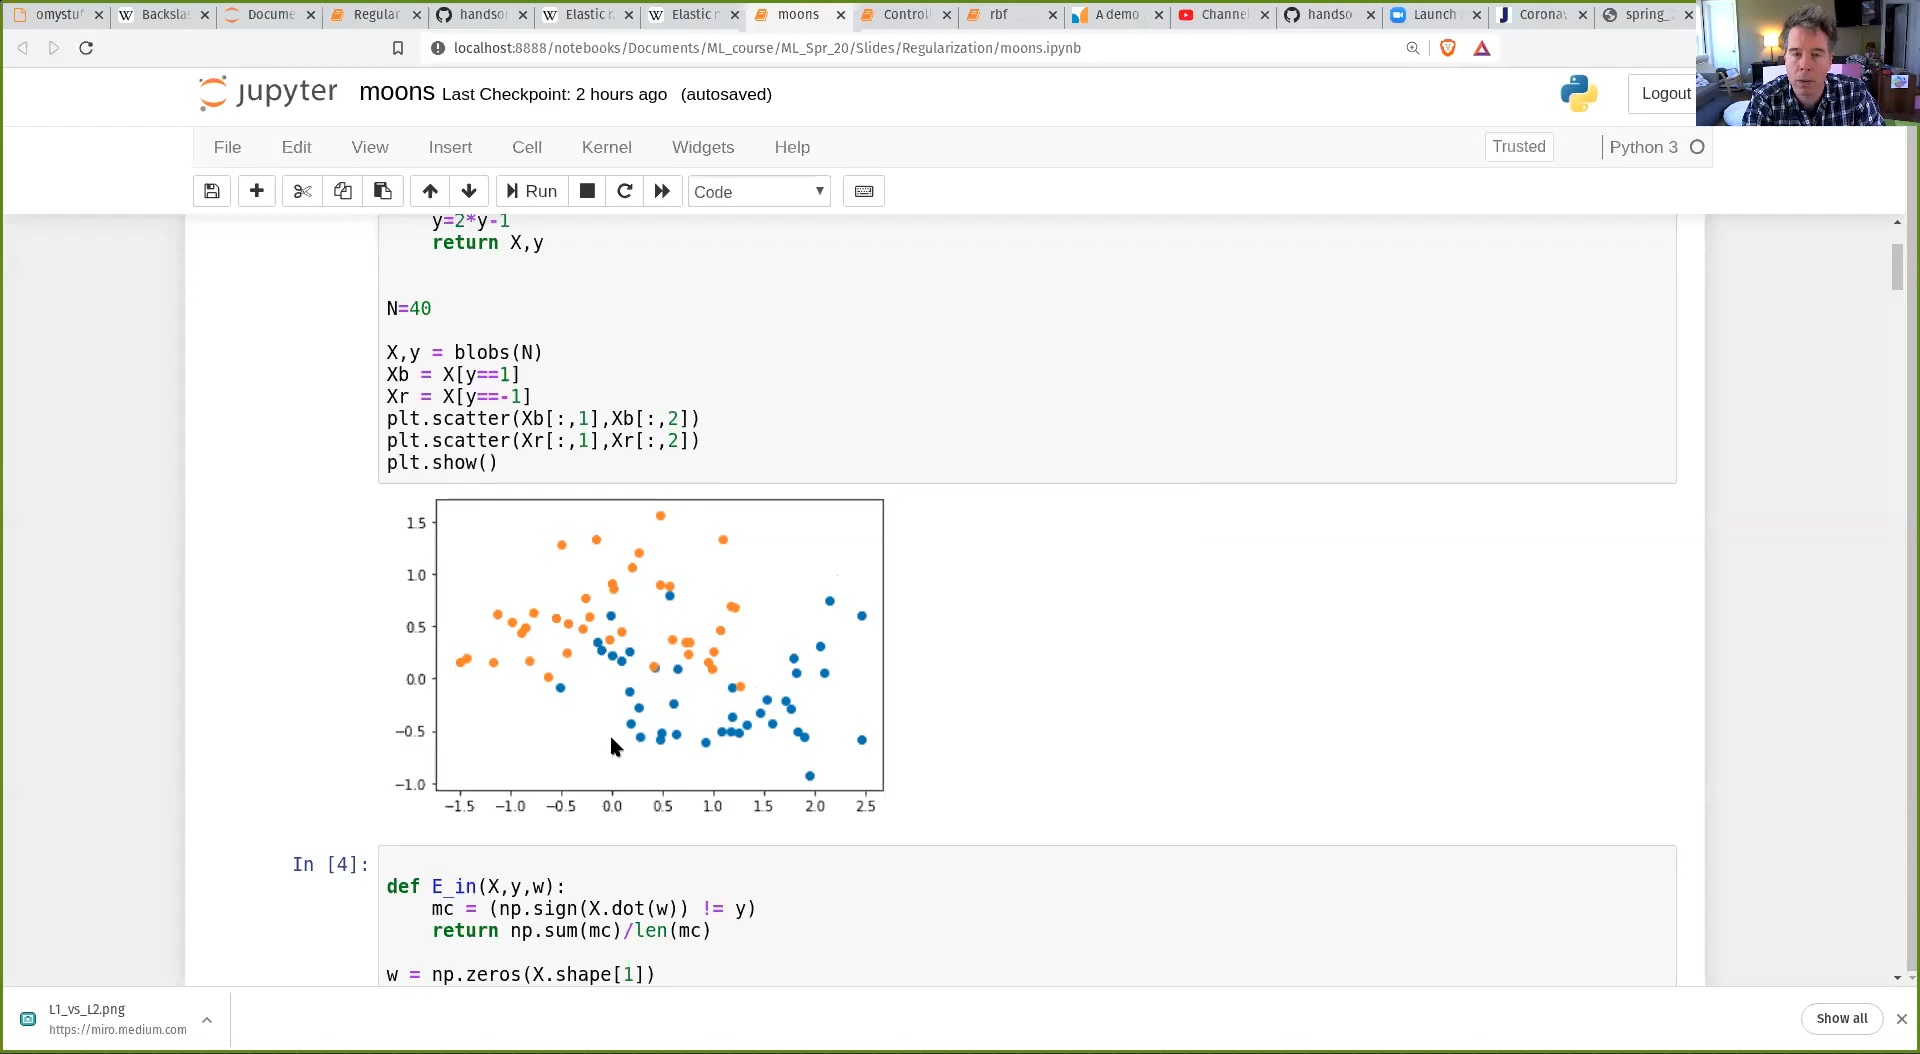 omystu Backsla Docume Regular handso Elastic Elastic moons Control rbf A demo Channel handso Launch Corona spring_
localhost:8888/notebooks/Documents/ML_course/ML_Spr_20/Slides/Regularization/moons.ipynb
jupyter moons Last Checkpoint: 2 hours ago (autosaved) Logout
File Edit View Insert Cell Kernel Widgets Help Trusted Python 3
Run Code
y=2*y-1
return X,y
N=40
X,y = blobs(N)
Xb = X[y==1]
Xr = X[y==-1]
plt.scatter(Xb[:,1],Xb[:,2])
plt.scatter(Xr[:,1],Xr[:,2])
plt.show()
1.5
1.0
0.5
0.0
−0.5
−1.0
−1.5 −1.0 −0.5 0.0 0.5 1.0 1.5 2.0 2.5
In [4]:
def E_in(X,y,w):
mc = (np.sign(X.dot(w)) != y)
return np.sum(mc)/len(mc)
w = np.zeros(X.shape[1])
L1_vs_L2.png
https://miro.medium.com
Show all